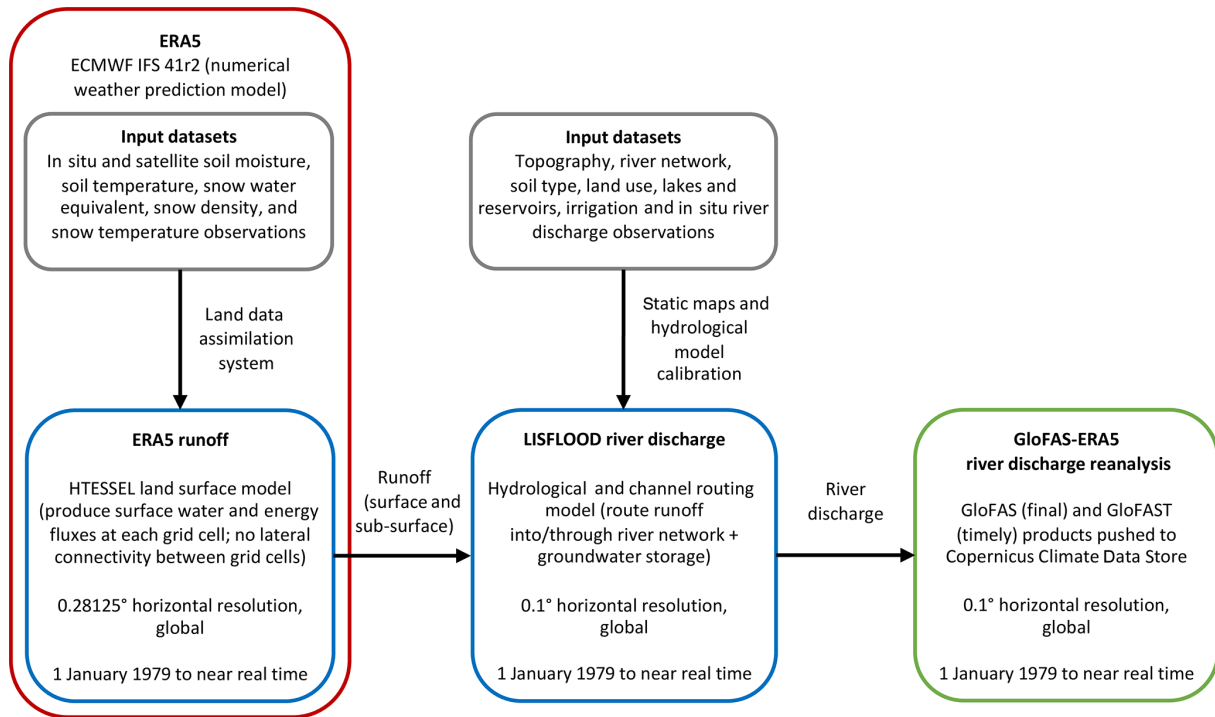 ERA5
ECMWF IFS 41r2 (numerical
weather prediction model)
Input datasets
In situ and satellite soil moisture,
soil temperature, snow water
equivalent, snow density, and
snow temperature observations
Land data
assimilation
system
ERA5 runoff
HTESSEL land surface model
(produce surface water and energy
fluxes at each grid cell; no lateral
connectivity between grid cells)
0.28125° horizontal resolution,
global
1 January 1979 to near real time
Runoff
(surface and
sub-surface)
Input datasets
Topography, river network,
soil type, land use, lakes and
reservoirs, irrigation and in situ river
discharge observations
Static maps and
hydrological
model
calibration
LISFLOOD river discharge
Hydrological and channel routing
model (route runoff
into/through river network +
groundwater storage)
0.1° horizontal resolution,
global
1 January 1979 to near real time
River
discharge
GloFAS-ERA5
river discharge reanalysis
GloFAS (final) and GloFAST
(timely) products pushed to
Copernicus Climate Data Store
0.1° horizontal resolution,
global
1 January 1979 to near real time